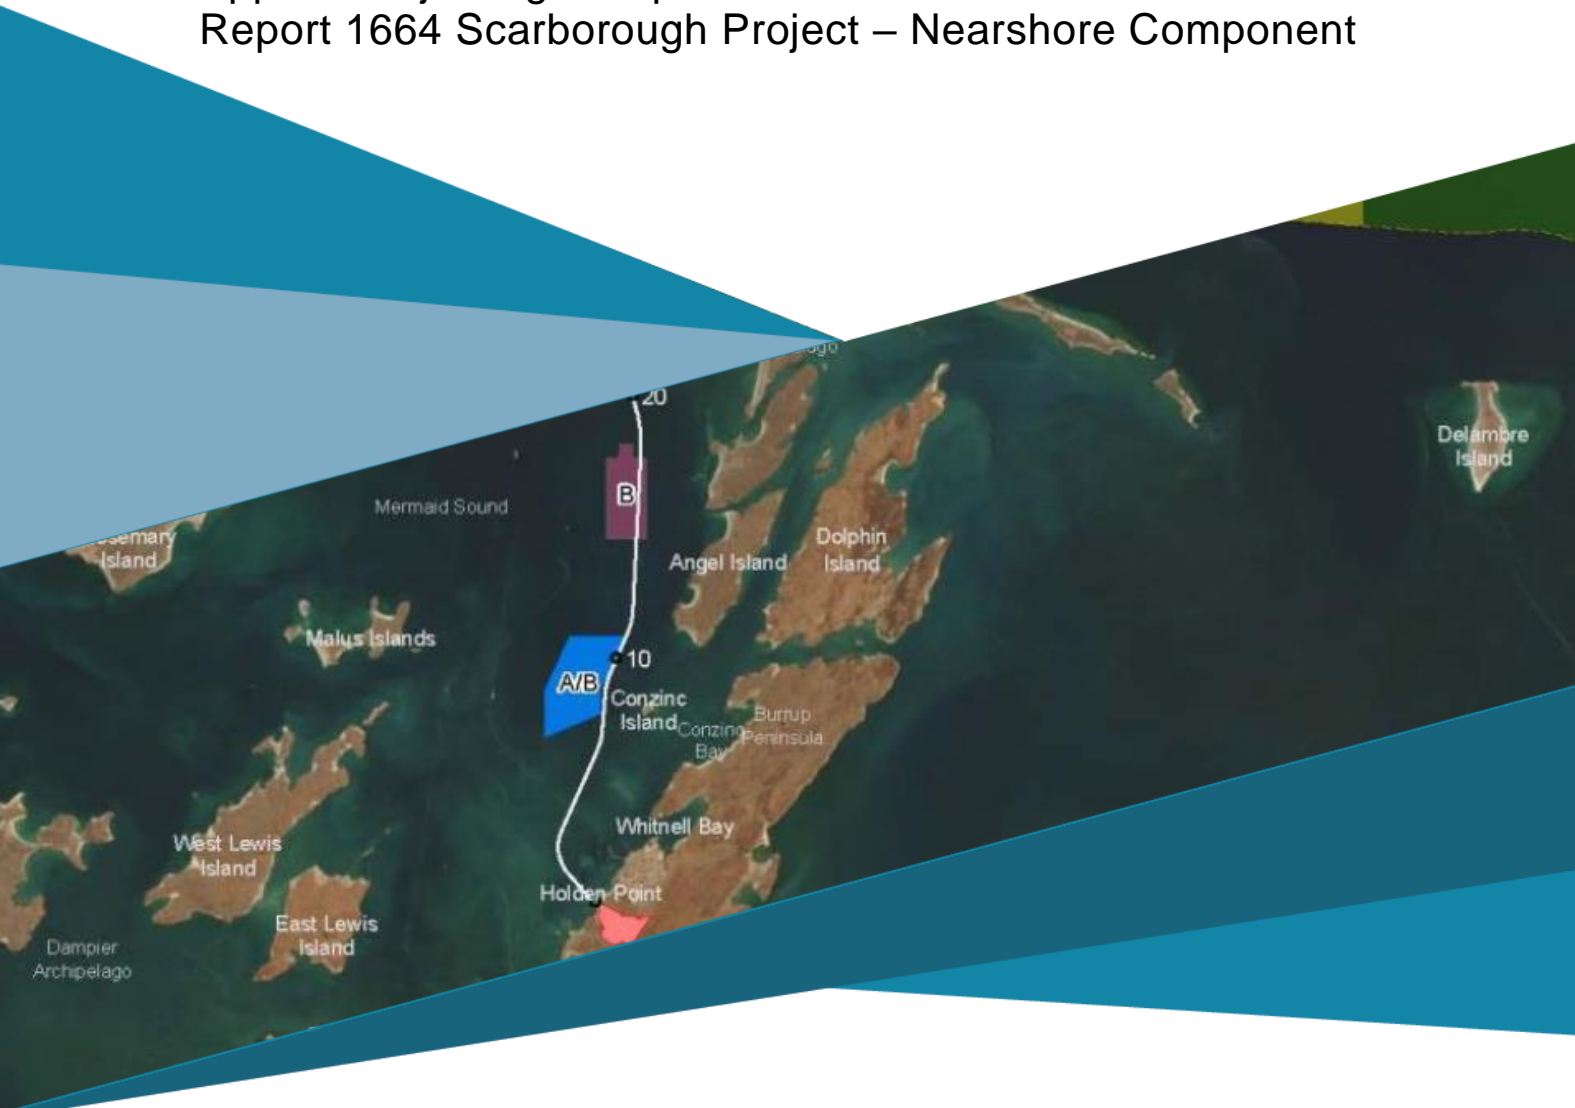 Report 1664 Scarborough Project – Nearshore Component
20
Delambre
Island
B
Mermaid Sound
Island
Angel Island
Dolphin
Island
Malus Islands
10
A/B
Conzinc
Island
Conzinc
Bay
Burrup
Peninsula
Whitnell Bay
West Lewis
Island
Holden Point
East Lewis
Island
Dampier
Archipelago